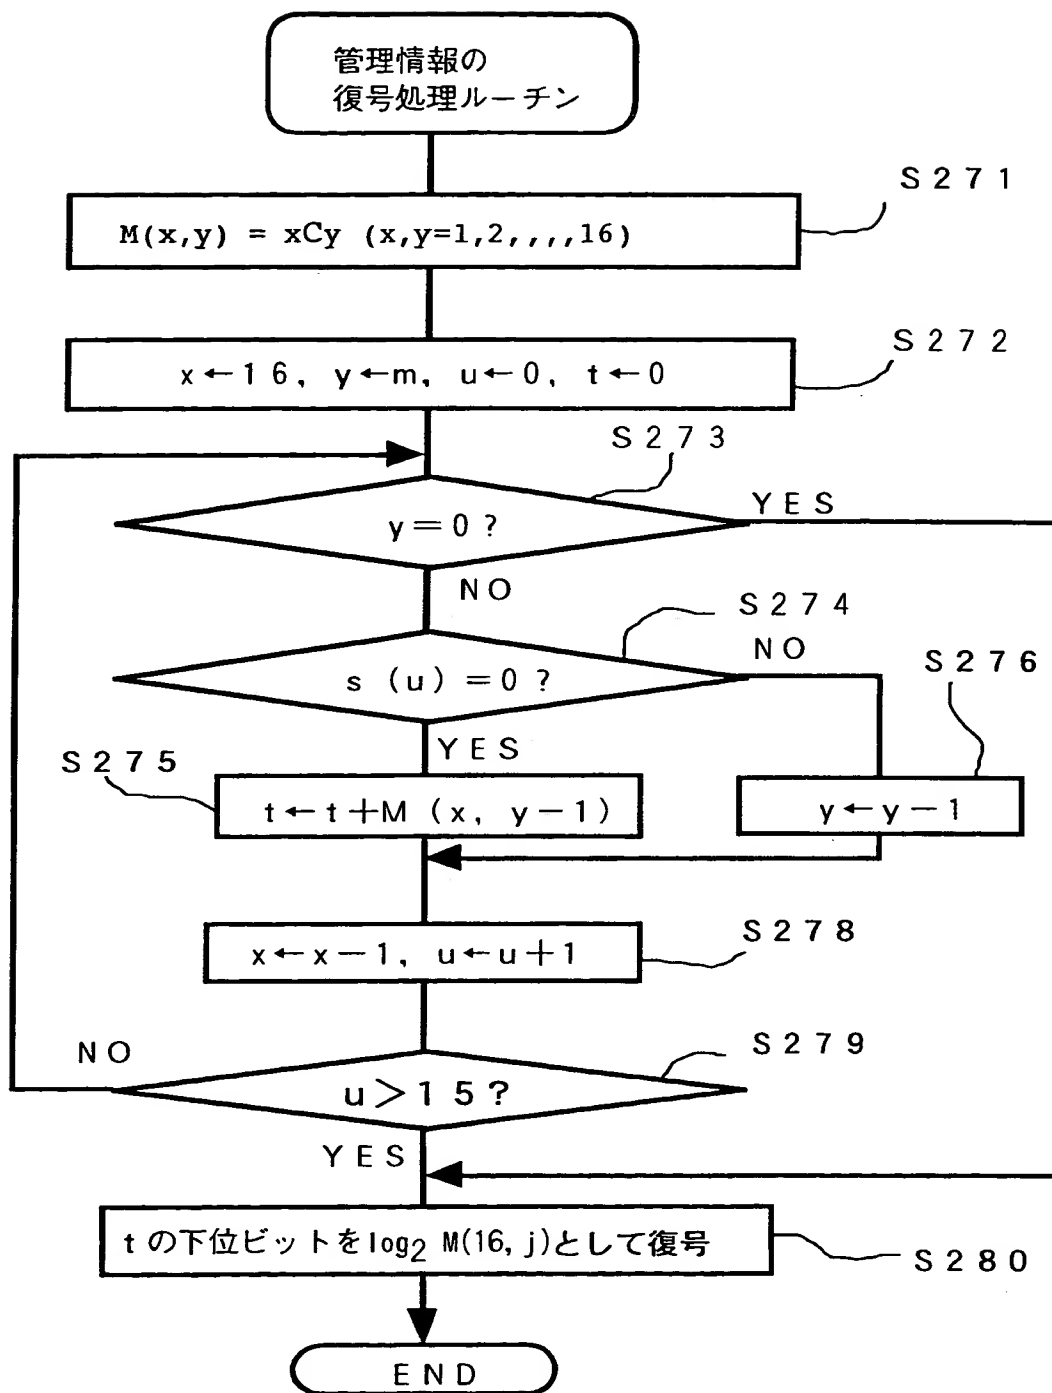 管理情報の
復号処理ルーチン
S271
M(x,y) = xCy (x,y=1,2,,,,16)
S272
x←16, y←m, u←0, t←0
S273
y=0?
YES
NO
S274
s(u)=0?
NO
S276
YES
S275
t←t+M(x, y-1)
y←y-1
S278
x←x-1, u←u+1
S279
NO
u>15?
YES
tの下位ビットをlog₂ M(16,j)として復号
S280
END